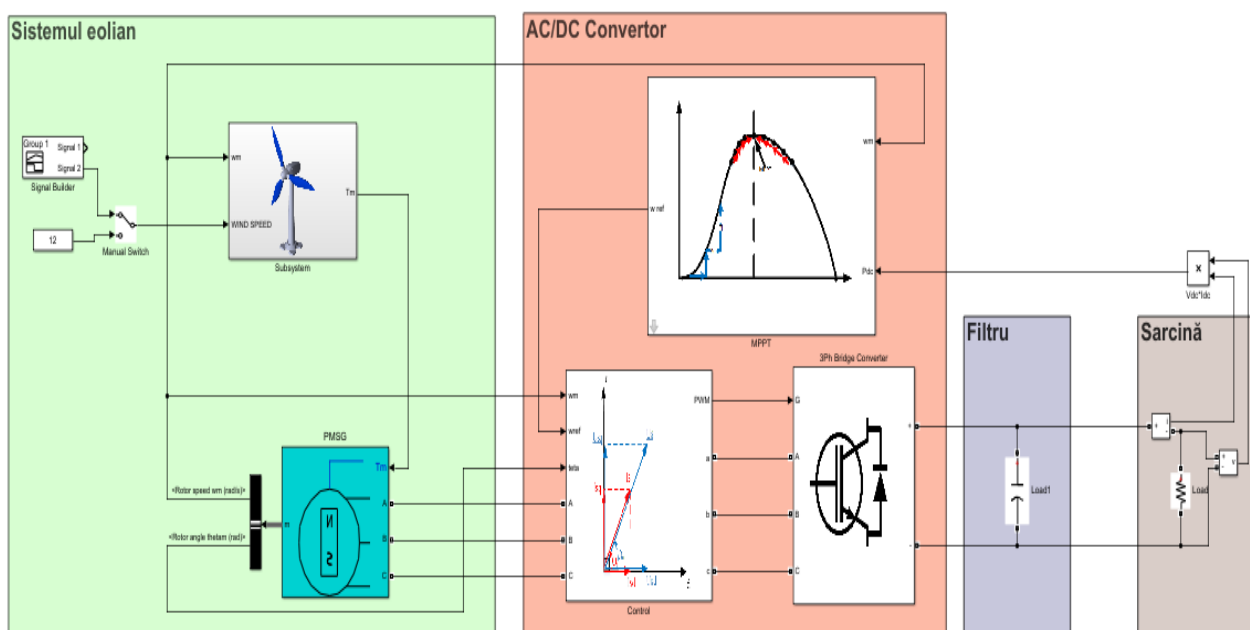 Sistemul eolian
AC/DC Convertor
Group 1
Signal 1
Signal 2
Signal Builder
12
Manual Switch
wm
WIND SPEED
Tm
Subsystem
wm
w ref
Pdc
MPPT
Vdc*Idc
x
Filtru
Sarcină
3Ph Bridge Converter
wm
wref
teta
A
B
C
PWM
a
b
c
Control
G
A
B
C
+
-
Load1
+
i
-
Load
+
-
v
PMSG
Tm
A
B
C
m
N
S
<Rotor speed wm (rad/s)>
<Rotor angle thetam (rad)>